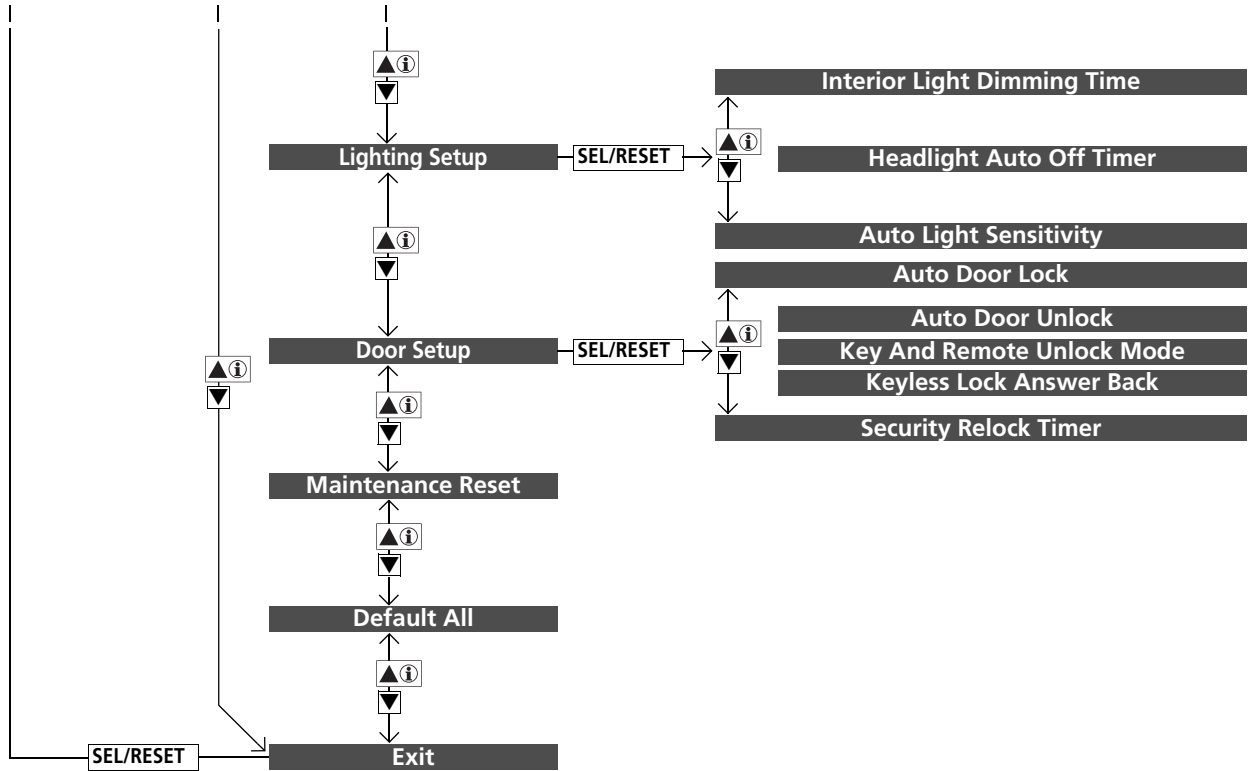 Interior Light Dimming Time
Lighting Setup
SEL/RESET
Headlight Auto Off Timer
Auto Light Sensitivity
Auto Door Lock
Auto Door Unlock
Door Setup
SEL/RESET
Key And Remote Unlock Mode
Keyless Lock Answer Back
Security Relock Timer
Maintenance Reset
Default All
SEL/RESET
Exit